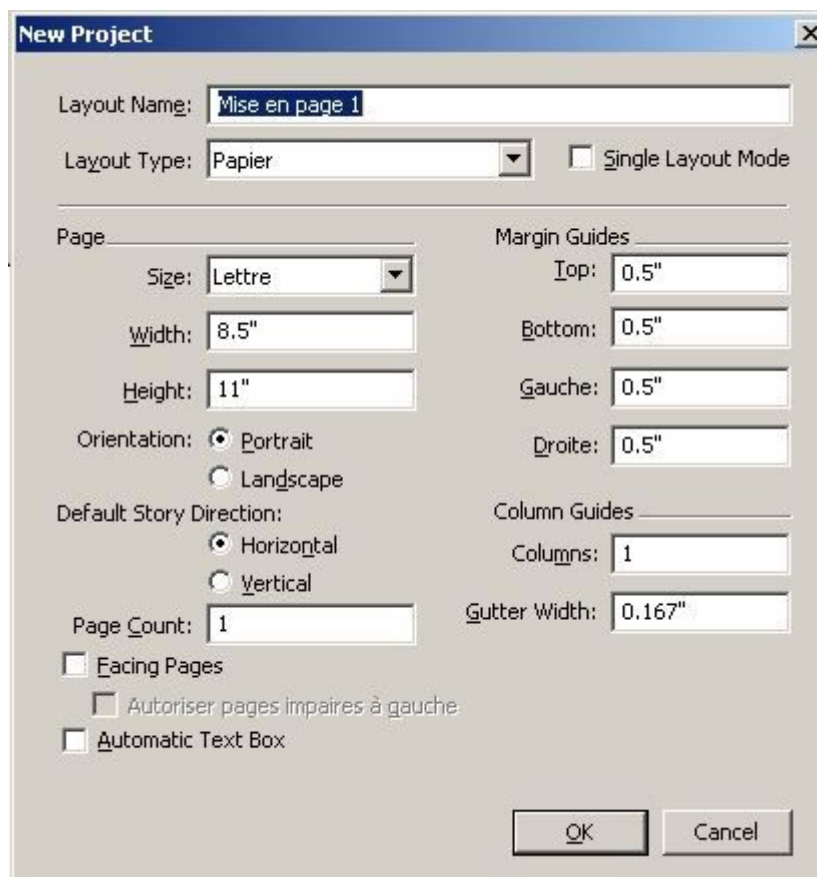 New Project
Layout Name: Mise en page 1
Layout Type: Papier
Single Layout Mode
Page
Size: Lettre
Width: 8.5"
Height: 11"
Orientation: Portrait
Landscape
Default Story Direction:
Horizontal
Vertical
Page Count: 1
Facing Pages
Autoriser pages impaires à gauche
Automatic Text Box
Margin Guides
Top: 0.5"
Bottom: 0.5"
Gauche: 0.5"
Droite: 0.5"
Column Guides
Columns: 1
Gutter Width: 0.167"
OK
Cancel